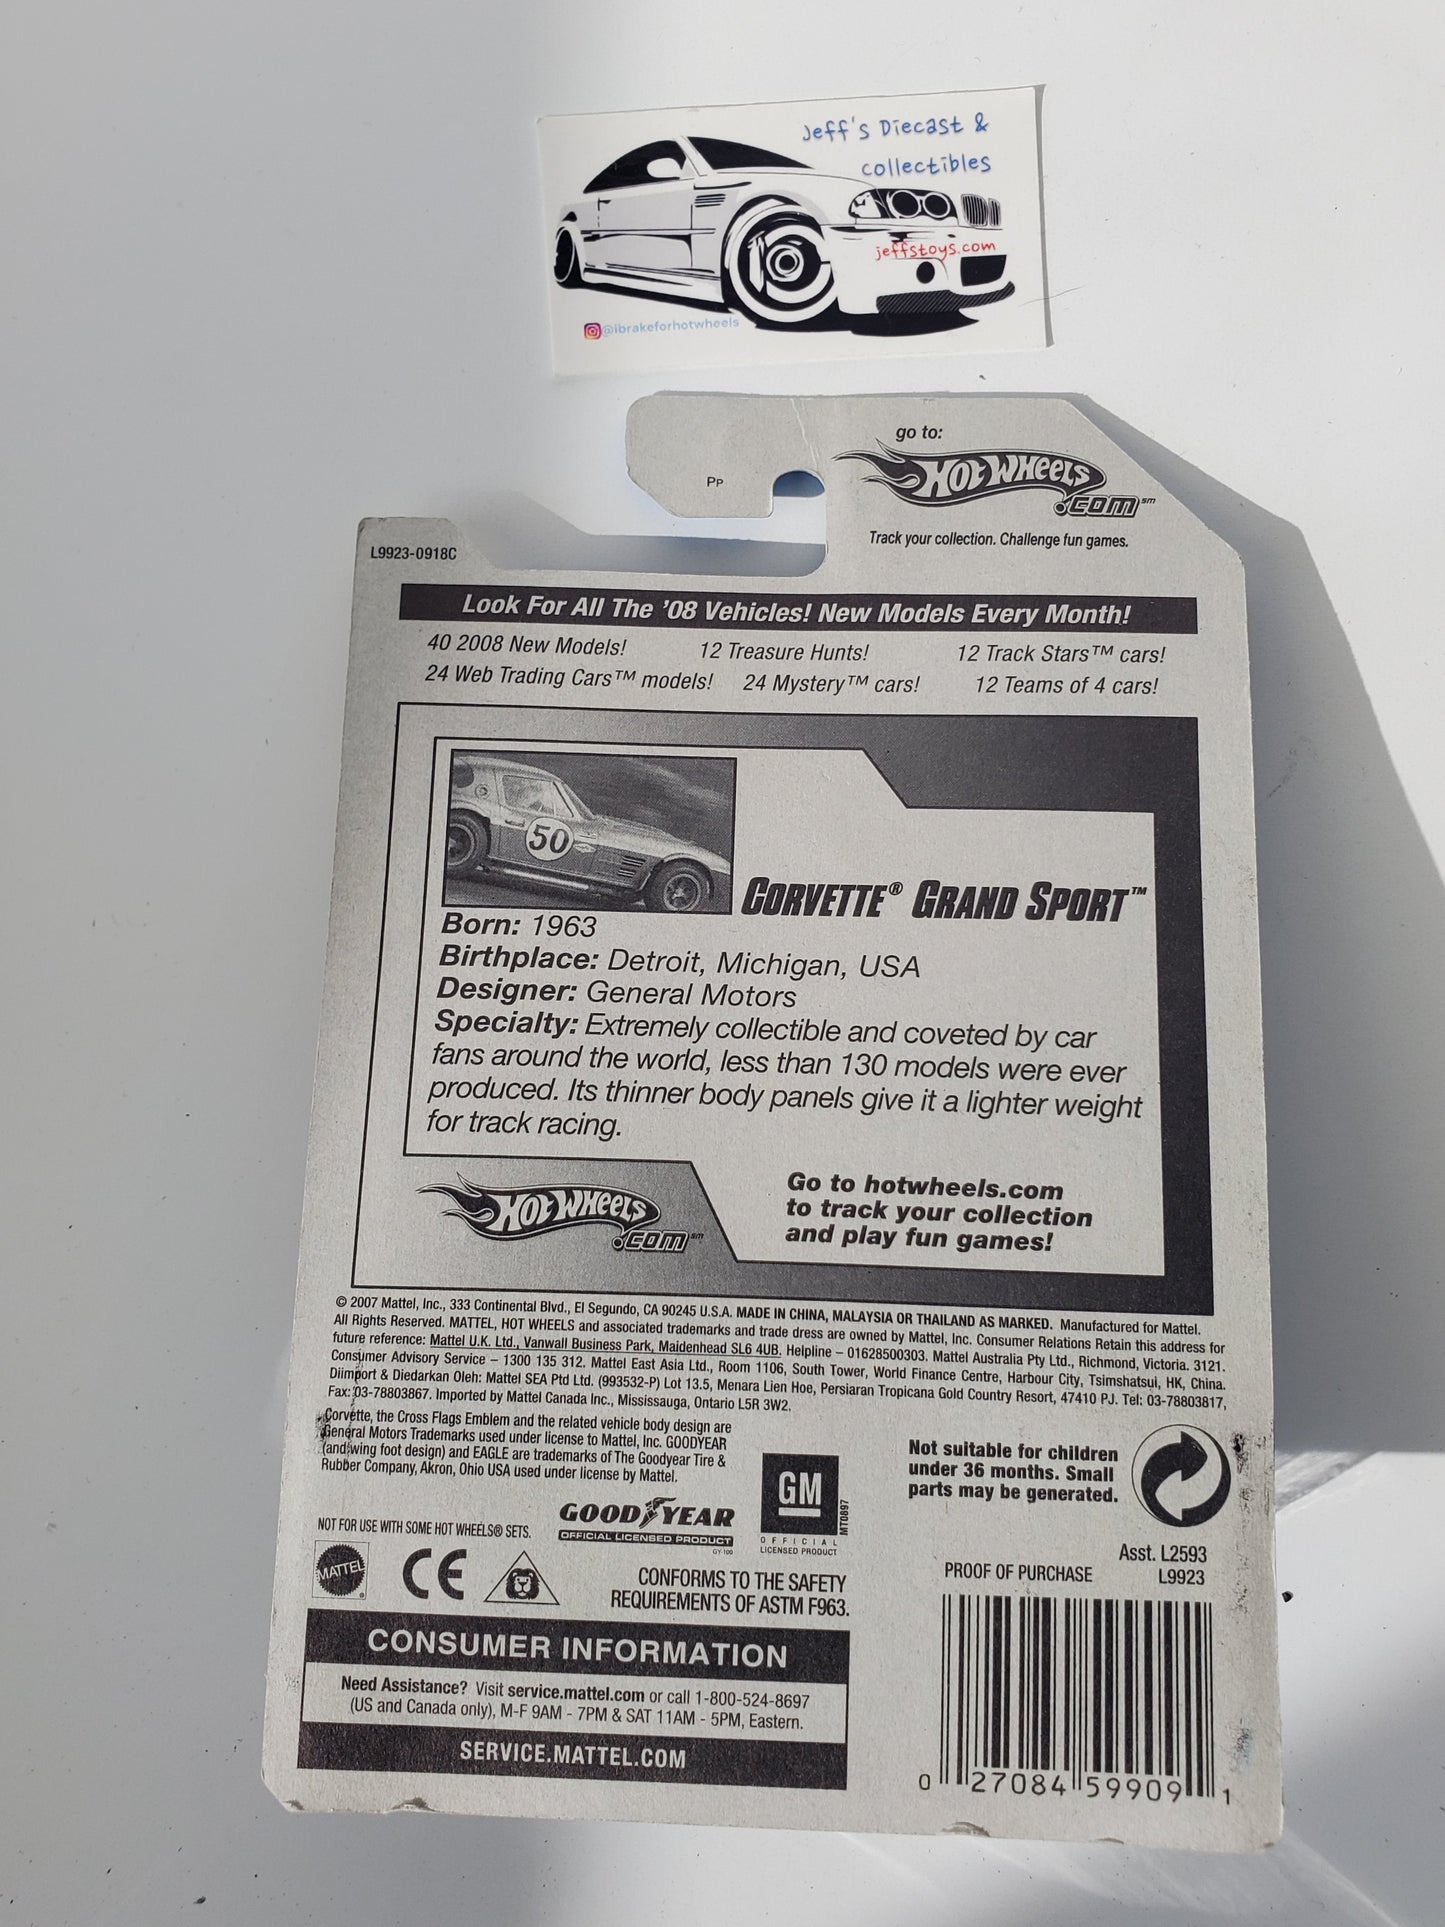 Jeff's Diecast &
collectibles
jeffstoys.com
@ibrakeforhotwheels
go to:
Hot Wheels
.com℠
Track your collection. Challenge fun games.
PP
L9923-0918C
Look For All The '08 Vehicles! New Models Every Month!
40 2008 New Models! 12 Treasure Hunts! 12 Track Stars™ cars!
24 Web Trading Cars™ models! 24 Mystery™ cars! 12 Teams of 4 cars!
50
CORVETTE® GRAND SPORT™
Born: 1963
Birthplace: Detroit, Michigan, USA
Designer: General Motors
Specialty: Extremely collectible and coveted by car
fans around the world, less than 130 models were ever
produced. Its thinner body panels give it a lighter weight
for track racing.
Hot Wheels
.com℠
Go to hotwheels.com
to track your collection
and play fun games!
© 2007 Mattel, Inc., 333 Continental Blvd., El Segundo, CA 90245 U.S.A. MADE IN CHINA, MALAYSIA OR THAILAND AS MARKED. Manufactured for Mattel.
All Rights Reserved. MATTEL, HOT WHEELS and associated trademarks and trade dress are owned by Mattel, Inc. Consumer Relations Retain this address for
future reference: Mattel U.K. Ltd., Vanwall Business Park, Maidenhead SL6 4UB. Helpline – 01628500303. Mattel Australia Pty Ltd., Richmond, Victoria. 3121.
Consumer Advisory Service – 1300 135 312. Mattel East Asia Ltd., Room 1106, South Tower, World Finance Centre, Harbour City, Tsimshatsui, HK, China.
Diimport & Diedarkan Oleh: Mattel SEA Ptd Ltd. (993532-P) Lot 13.5, Menara Lien Hoe, Persiaran Tropicana Gold Country Resort, 47410 PJ. Tel: 03-78803817,
Fax: 03-78803867. Imported by Mattel Canada Inc., Mississauga, Ontario L5R 3W2.
Corvette, the Cross Flags Emblem and the related vehicle body design are
General Motors Trademarks used under license to Mattel, Inc. GOODYEAR
(and wing foot design) and EAGLE are trademarks of The Goodyear Tire &
Rubber Company, Akron, Ohio USA used under license by Mattel.
GOODYEAR
OFFICIAL LICENSED PRODUCT
GY-100
GM
OFFICIAL
LICENSED PRODUCT
MT0897
Not suitable for children
under 36 months. Small
parts may be generated.
NOT FOR USE WITH SOME HOT WHEELS® SETS.
MATTEL®
CE
CONFORMS TO THE SAFETY
REQUIREMENTS OF ASTM F963.
Asst. L2593
PROOF OF PURCHASE L9923
CONSUMER INFORMATION
Need Assistance? Visit service.mattel.com or call 1-800-524-8697
(US and Canada only), M-F 9AM - 7PM & SAT 11AM - 5PM, Eastern.
SERVICE.MATTEL.COM
0 27084 59909 1